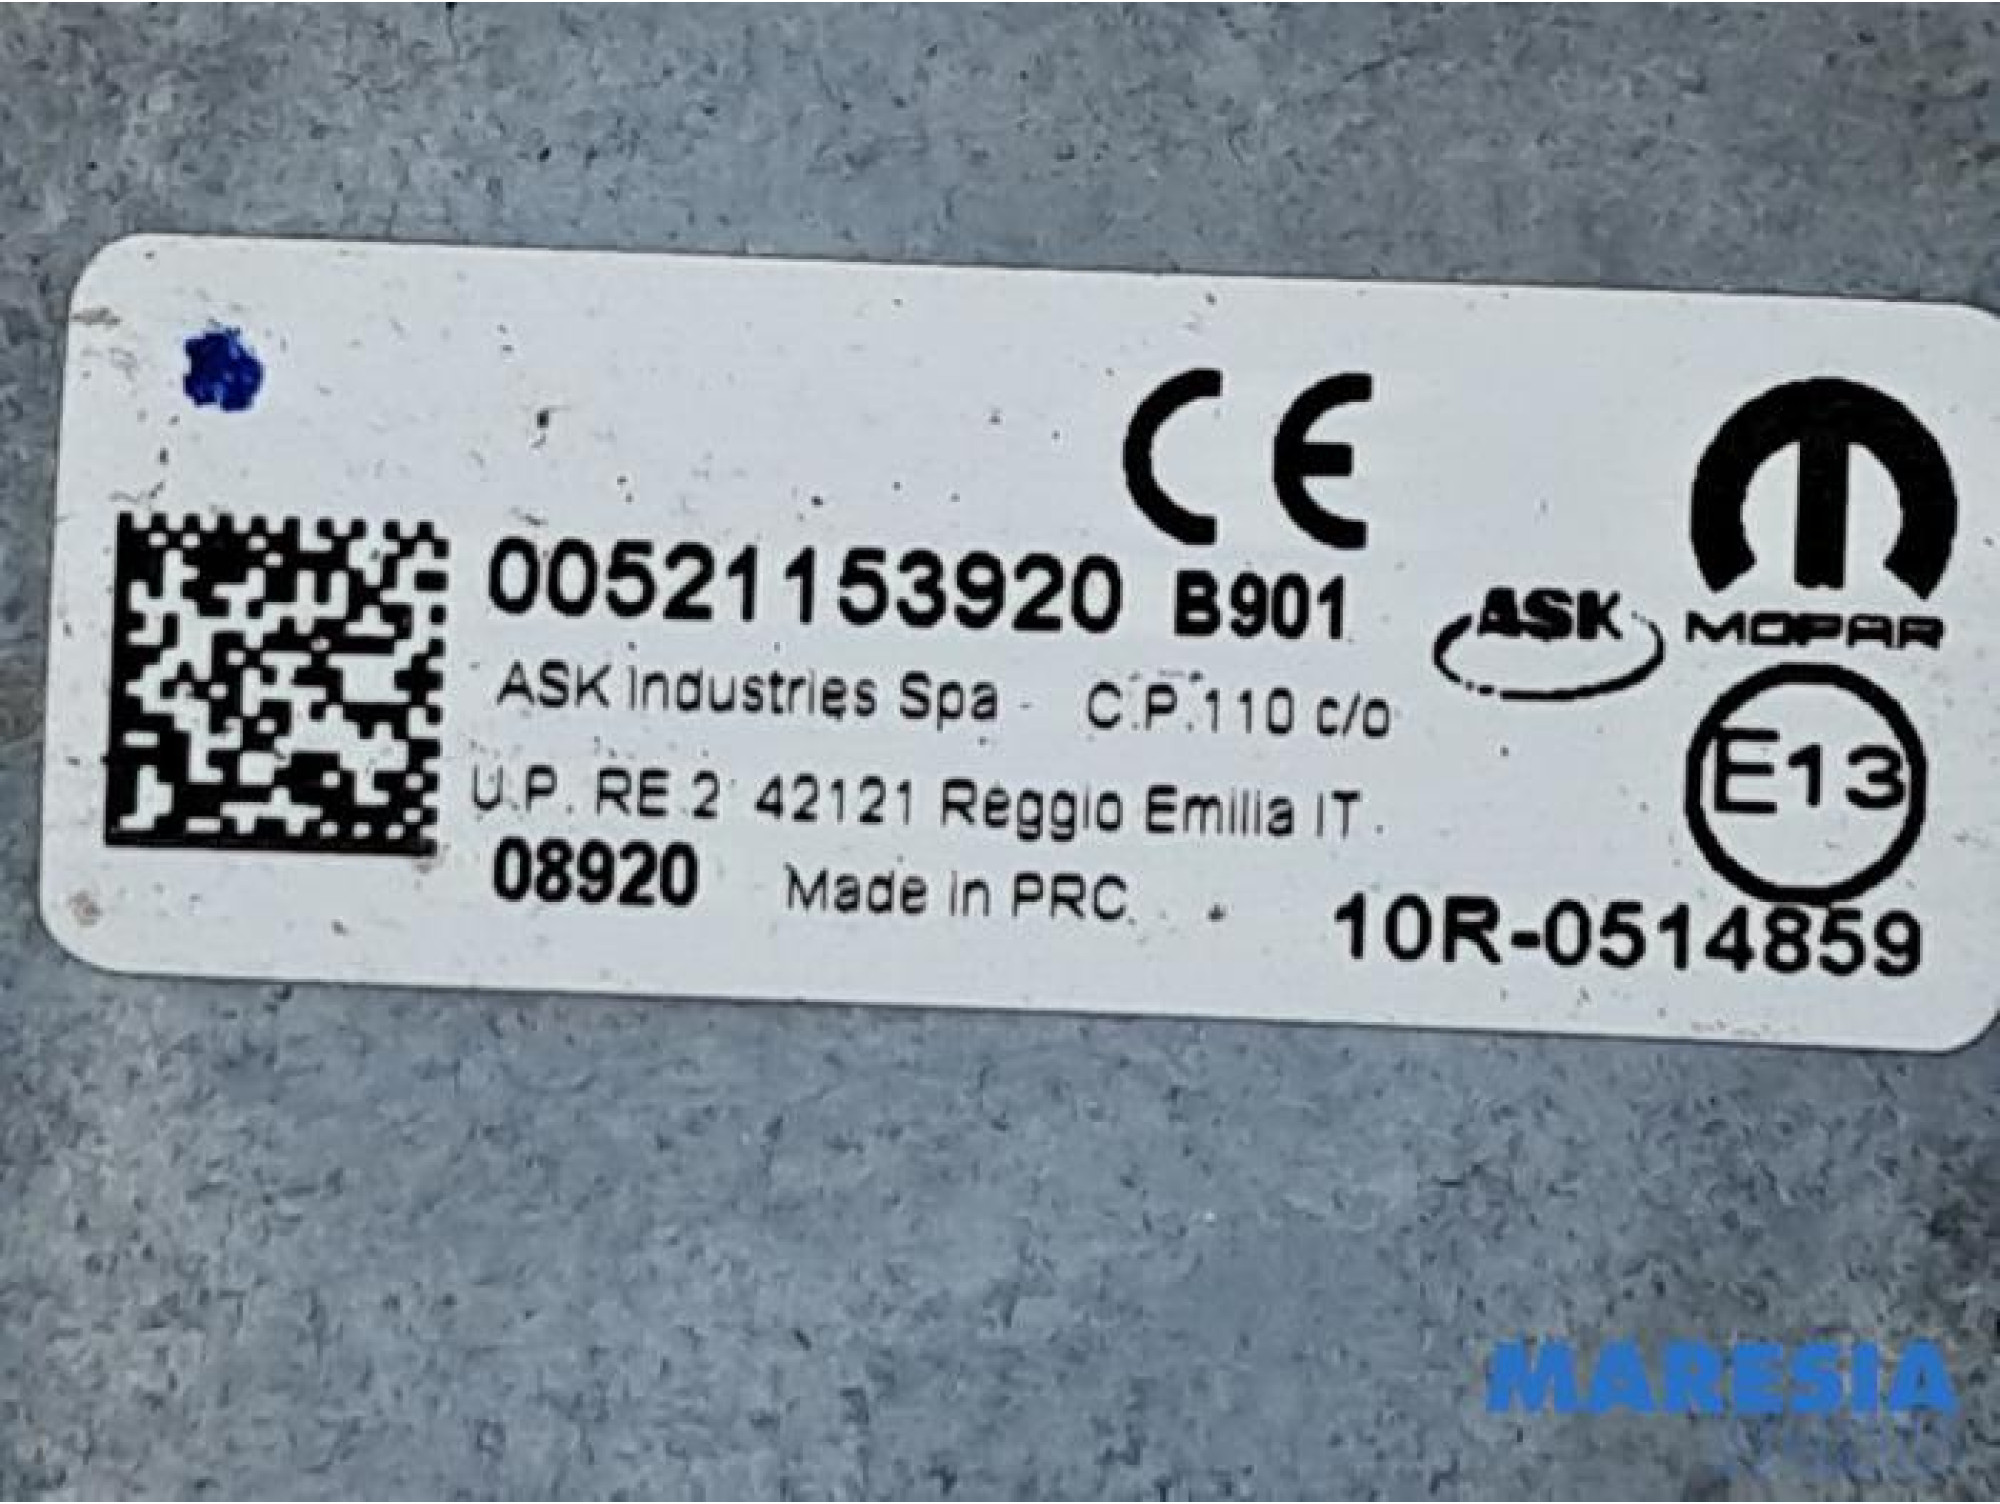 CE
00521153920 B901
ASK
MOPAR
ASK Industries Spa - C.P.110 c/o
E13
U.P. RE 2 42121 Reggio Emilia IT.
08920 Made in PRC
10R-0514859
MARESIA